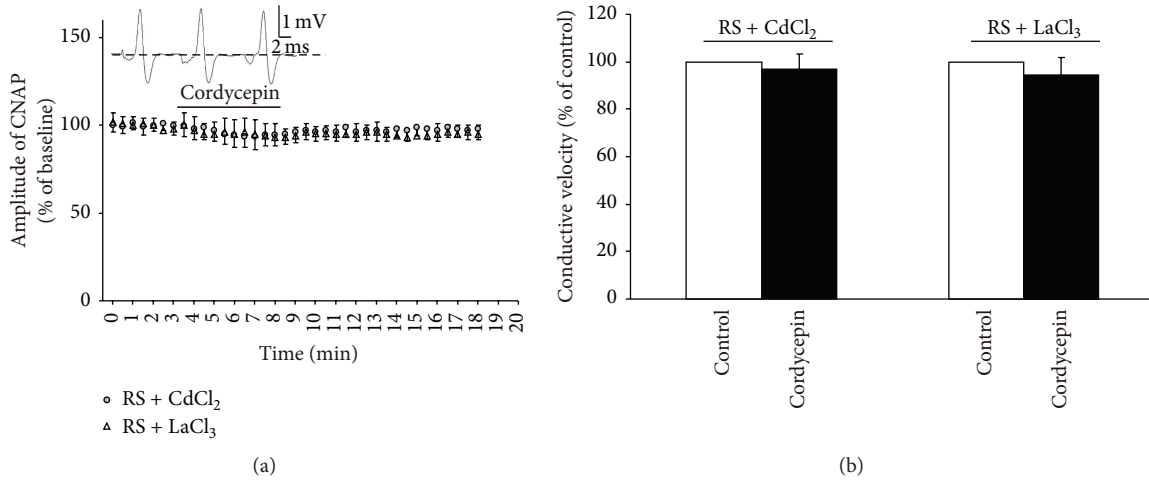 1 mV
2 ms
Cordycepin
150
100
50
0
Amplitude of CNAP
(% of baseline)
0 1 2 3 4 5 6 7 8 9 10 11 12 13 14 15 16 17 18 19 20
Time (min)
RS + CdCl₂
RS + LaCl₃
(a)
RS + CdCl₂
RS + LaCl₃
120
100
80
60
40
20
0
Conductive velocity (% of control)
Control
Cordycepin
Control
Cordycepin
(b)